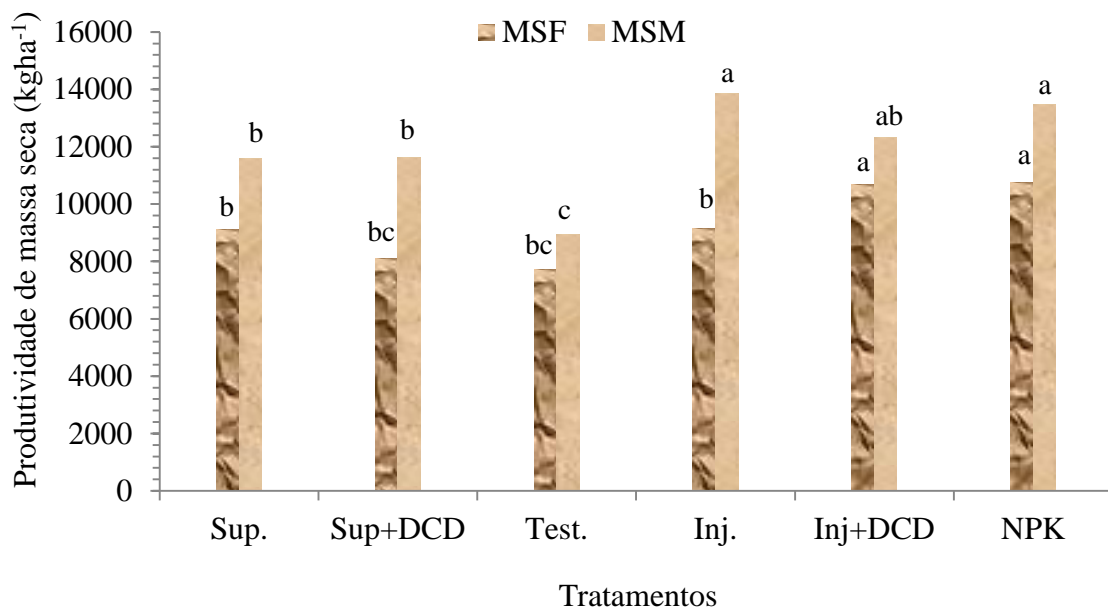 Produtividade de massa seca (kgha⁻¹)
16000
14000
12000
10000
8000
6000
4000
2000
0
MSF MSM
b b
bc b
bc c
b a
a ab
a a
Sup. Sup+DCD Test. Inj. Inj+DCD NPK
Tratamentos